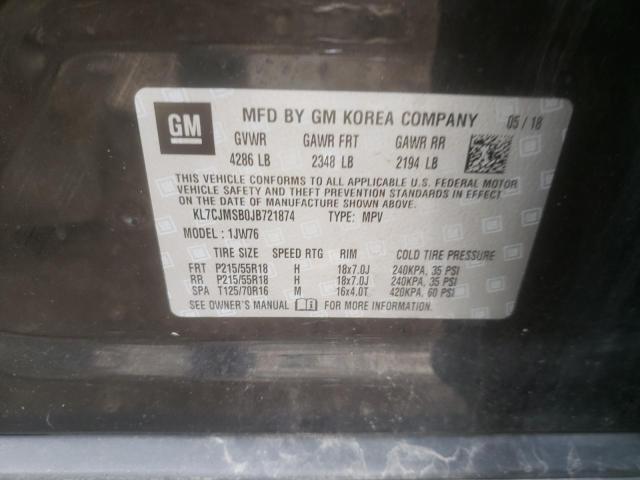 GM MFD BY GM KOREA COMPANY 05 / 18
GVWR GAWR FRT GAWR RR
4286 LB 2348 LB 2194 LB
THIS VEHICLE CONFORMS TO ALL APPLICABLE U.S. FEDERAL MOTOR
VEHICLE SAFETY AND THEFT PREVENTION STANDARDS IN EFFECT
ON THE DATE OF MANUFACTURE SHOWN ABOVE.
KL7CJMSB0JB721874 TYPE: MPV
MODEL : 1JW76
TIRE SIZE SPEED RTG RIM COLD TIRE PRESSURE
FRT P215/55R18 H 18x7.0J 240KPA, 35 PSI
RR P215/55R18 H 18x7.0J 240KPA, 35 PSI
SPA T125/70R16 M 16x4.0T 420KPA, 60 PSI
SEE OWNER'S MANUAL FOR MORE INFORMATION.